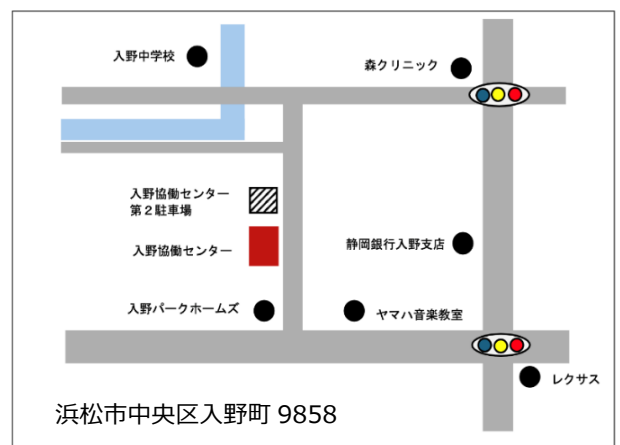 入野中学校
森クリニック
入野協働センター
第２駐車場
入野協働センター
静岡銀行入野支店
入野パークホームズ
ヤマハ音楽教室
レクサス
浜松市中央区入野町 9858